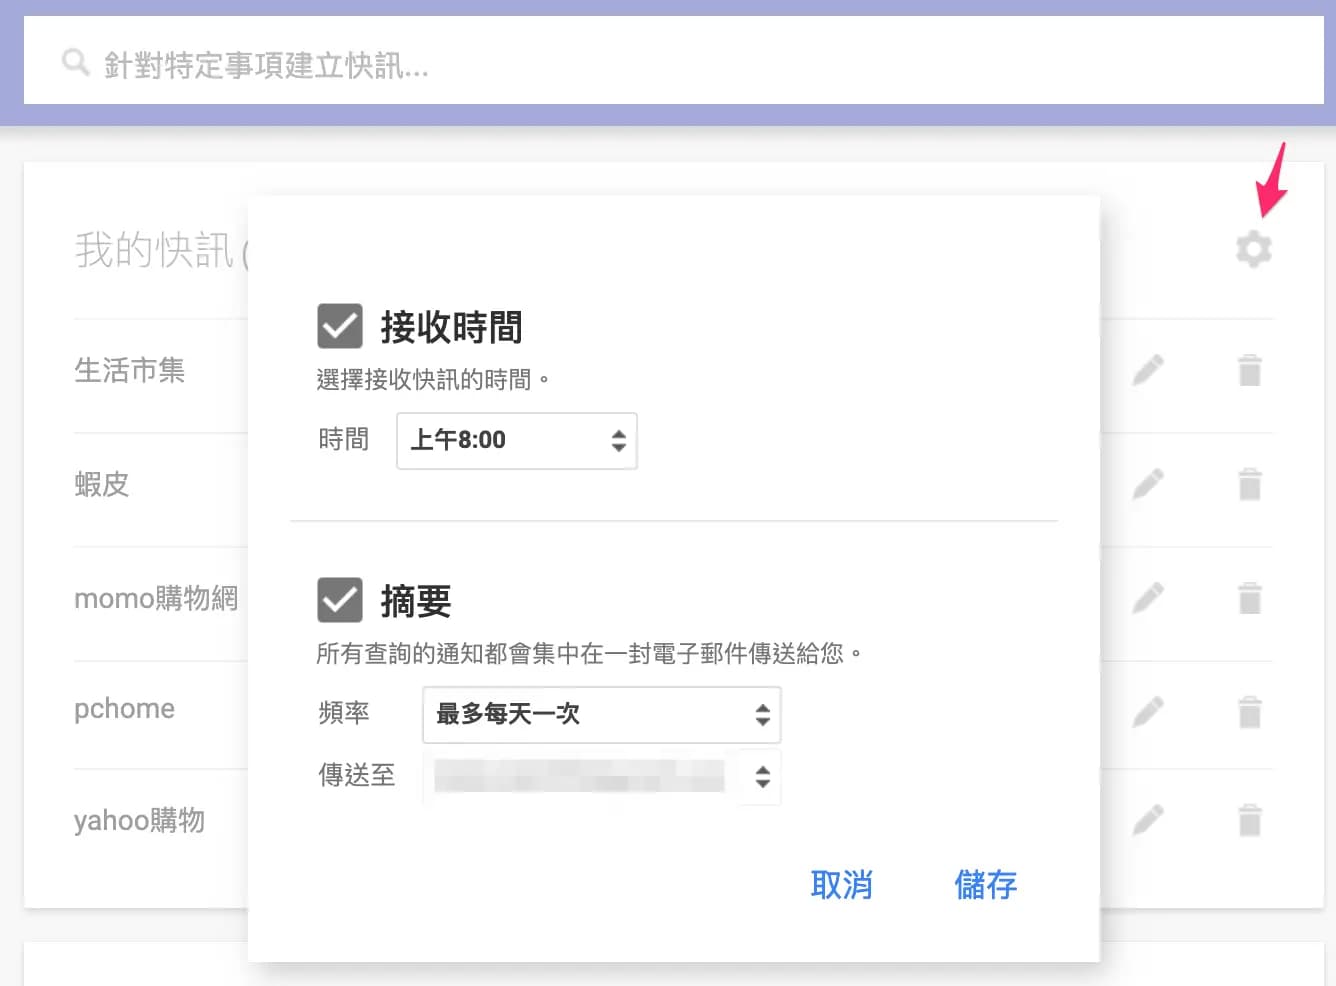 針對特定事項建立快訊...
我的快訊 (
接收時間
選擇接收快訊的時間。
時間 上午8:00
摘要
所有查詢的通知都會集中在一封電子郵件傳送給您。
頻率 最多每天一次
傳送至
取消 儲存
生活市集
蝦皮
momo購物網
pchome
yahoo購物